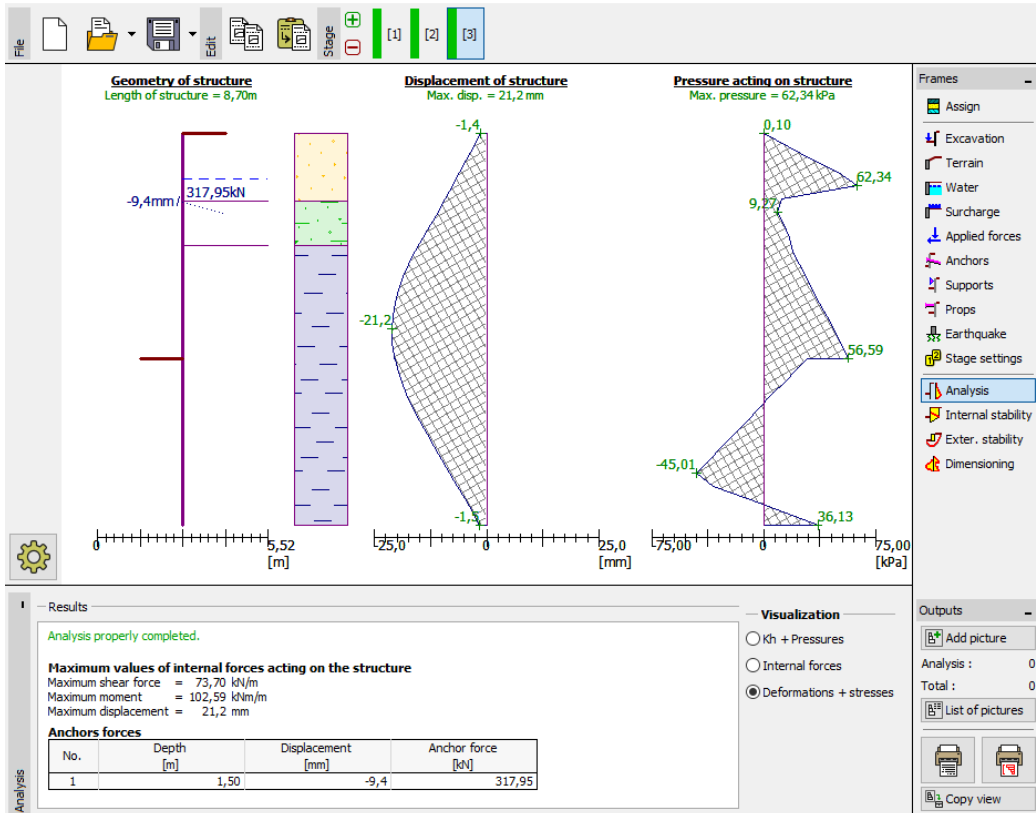 File
Edit
Stage
[1]
[2]
[3]
Geometry of structure
Length of structure = 8,70m
-9,4mm
317,95kN
0
5,52
[m]
Displacement of structure
Max. disp. = 21,2 mm
-1,4
-21,2
-1,5
-25,0
0
25,0
[mm]
Pressure acting on structure
Max. pressure = 62,34 kPa
0,10
62,34
9,27
56,59
-45,01
36,13
-75,00
0
75,00
[kPa]
Frames
Assign
Excavation
Terrain
Water
Surcharge
Applied forces
Anchors
Supports
Props
Earthquake
Stage settings
Analysis
Internal stability
Exter. stability
Dimensioning
Analysis
Results
Analysis properly completed.
Maximum values of internal forces acting on the structure
Maximum shear force = 73,70 kN/m
Maximum moment = 102,59 kNm/m
Maximum displacement = 21,2 mm
Anchors forces
No. Depth Displacement Anchor force
[m] [mm] [kN]
1 1,50 -9,4 317,95
Visualization
Kh + Pressures
Internal forces
Deformations + stresses
Outputs
Add picture
Analysis : 0
Total : 0
List of pictures
Copy view